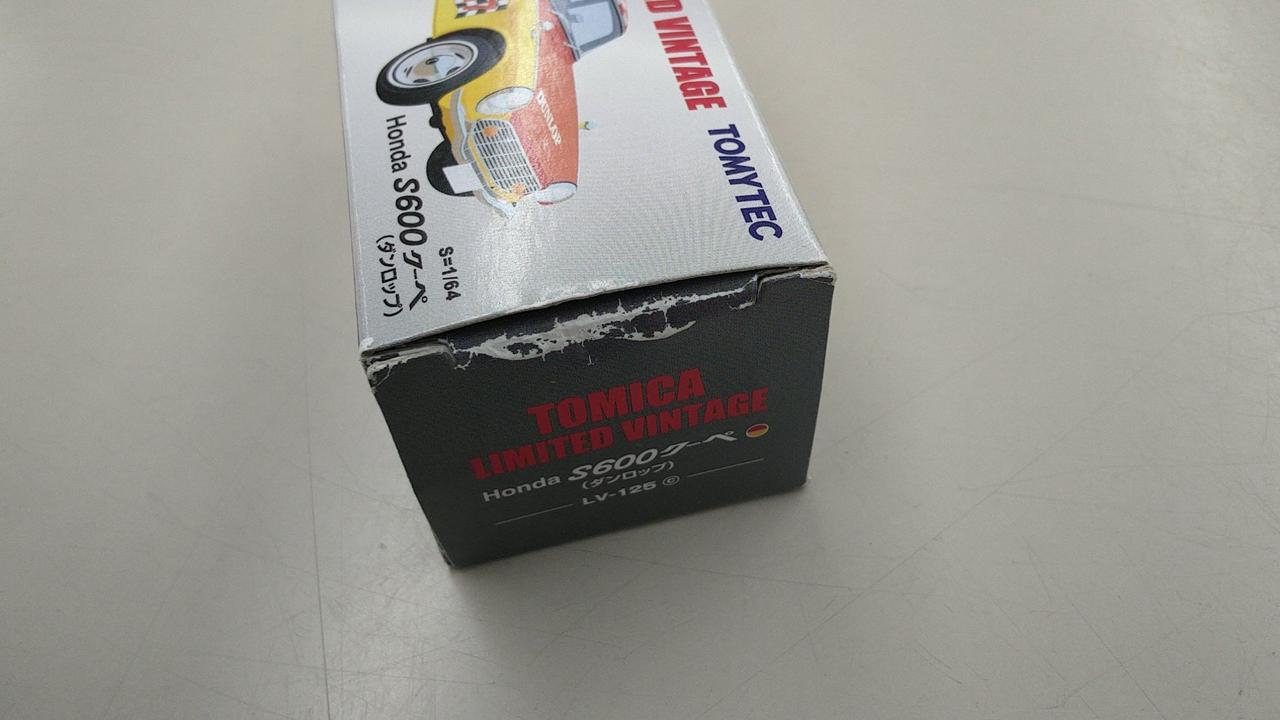 D VINTAGE
TOMYTEC
DUNLOP
Honda S600クーペ
(ダンロップ)
S=1/64
TOMICA
LIMITED VINTAGE
Honda S600クーペ
(ダンロップ)
LV-125 ©